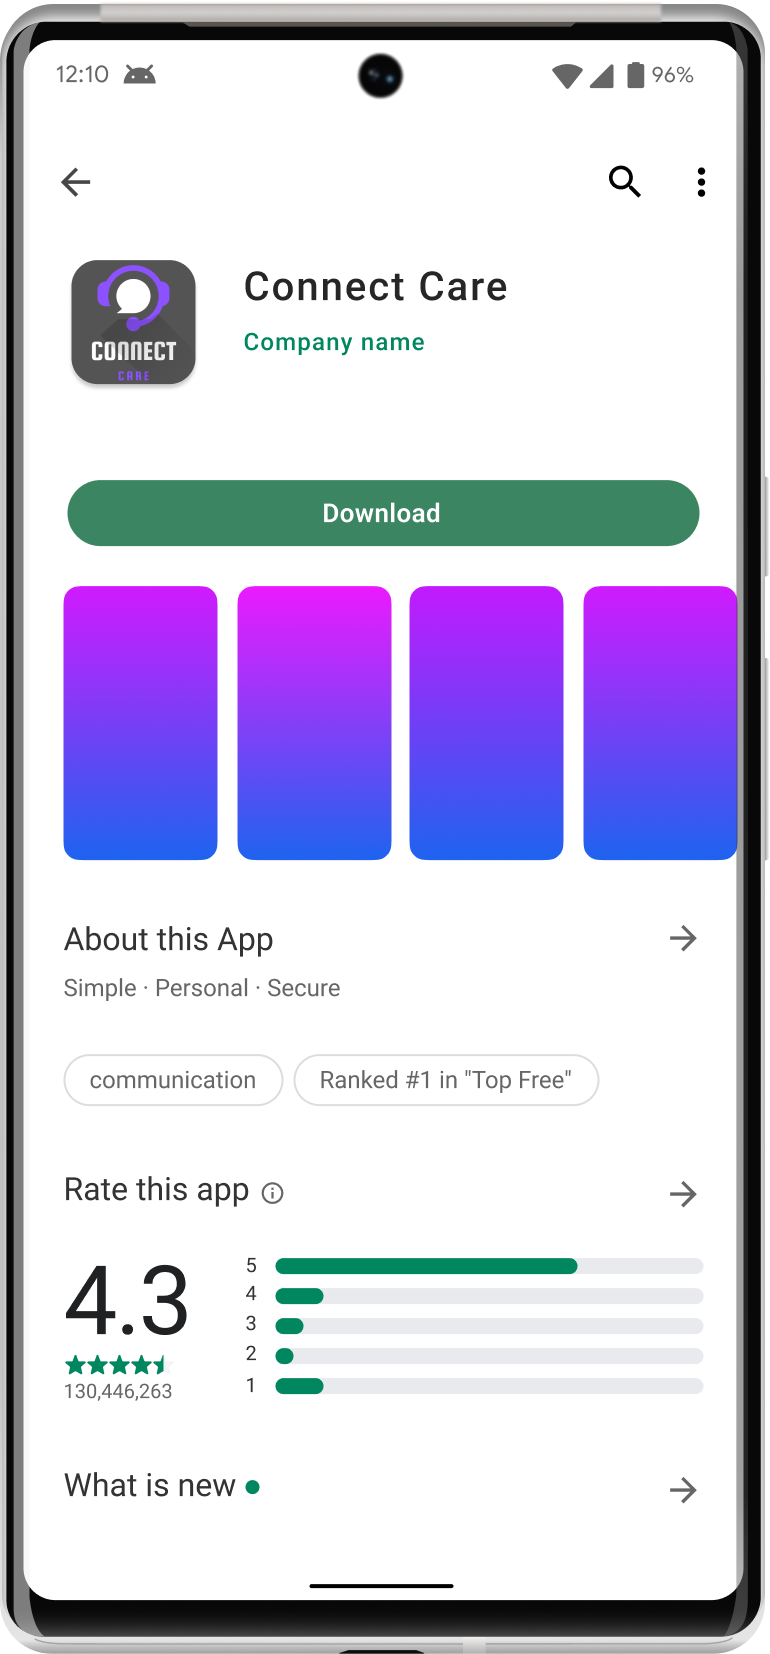 12:10
96%
CONNECT
CARE
Connect Care
Company name
Download
About this App
Simple · Personal · Secure
communication
Ranked #1 in "Top Free"
Rate this app
4.3
130,446,263
5
4
3
2
1
What is new